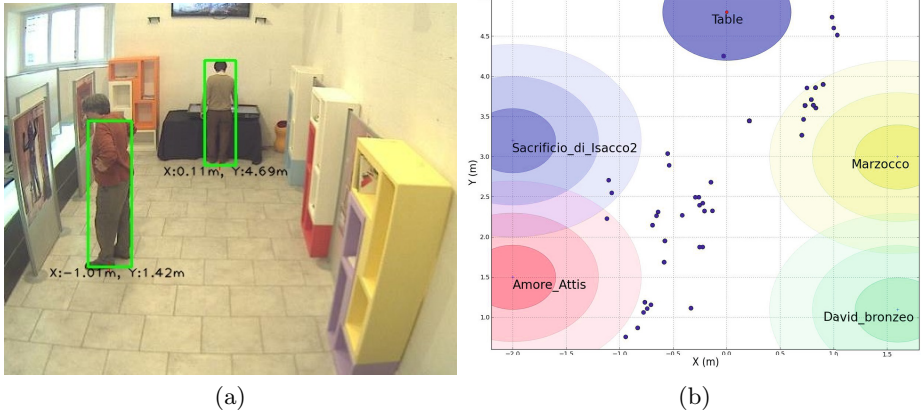 X:0.11m, Y:4.69m
X:-1.01m, Y:1.42m
(a)
Table
Sacrificio_di_Isacco2
Marzocco
Amore_Attis
David_bronzeo
Y (m)
4.5
4.0
3.5
3.0
2.5
2.0
1.5
1.0
-2.0 -1.5 -1.0 -0.5 0.0 0.5 1.0 1.5
X (m)
(b)